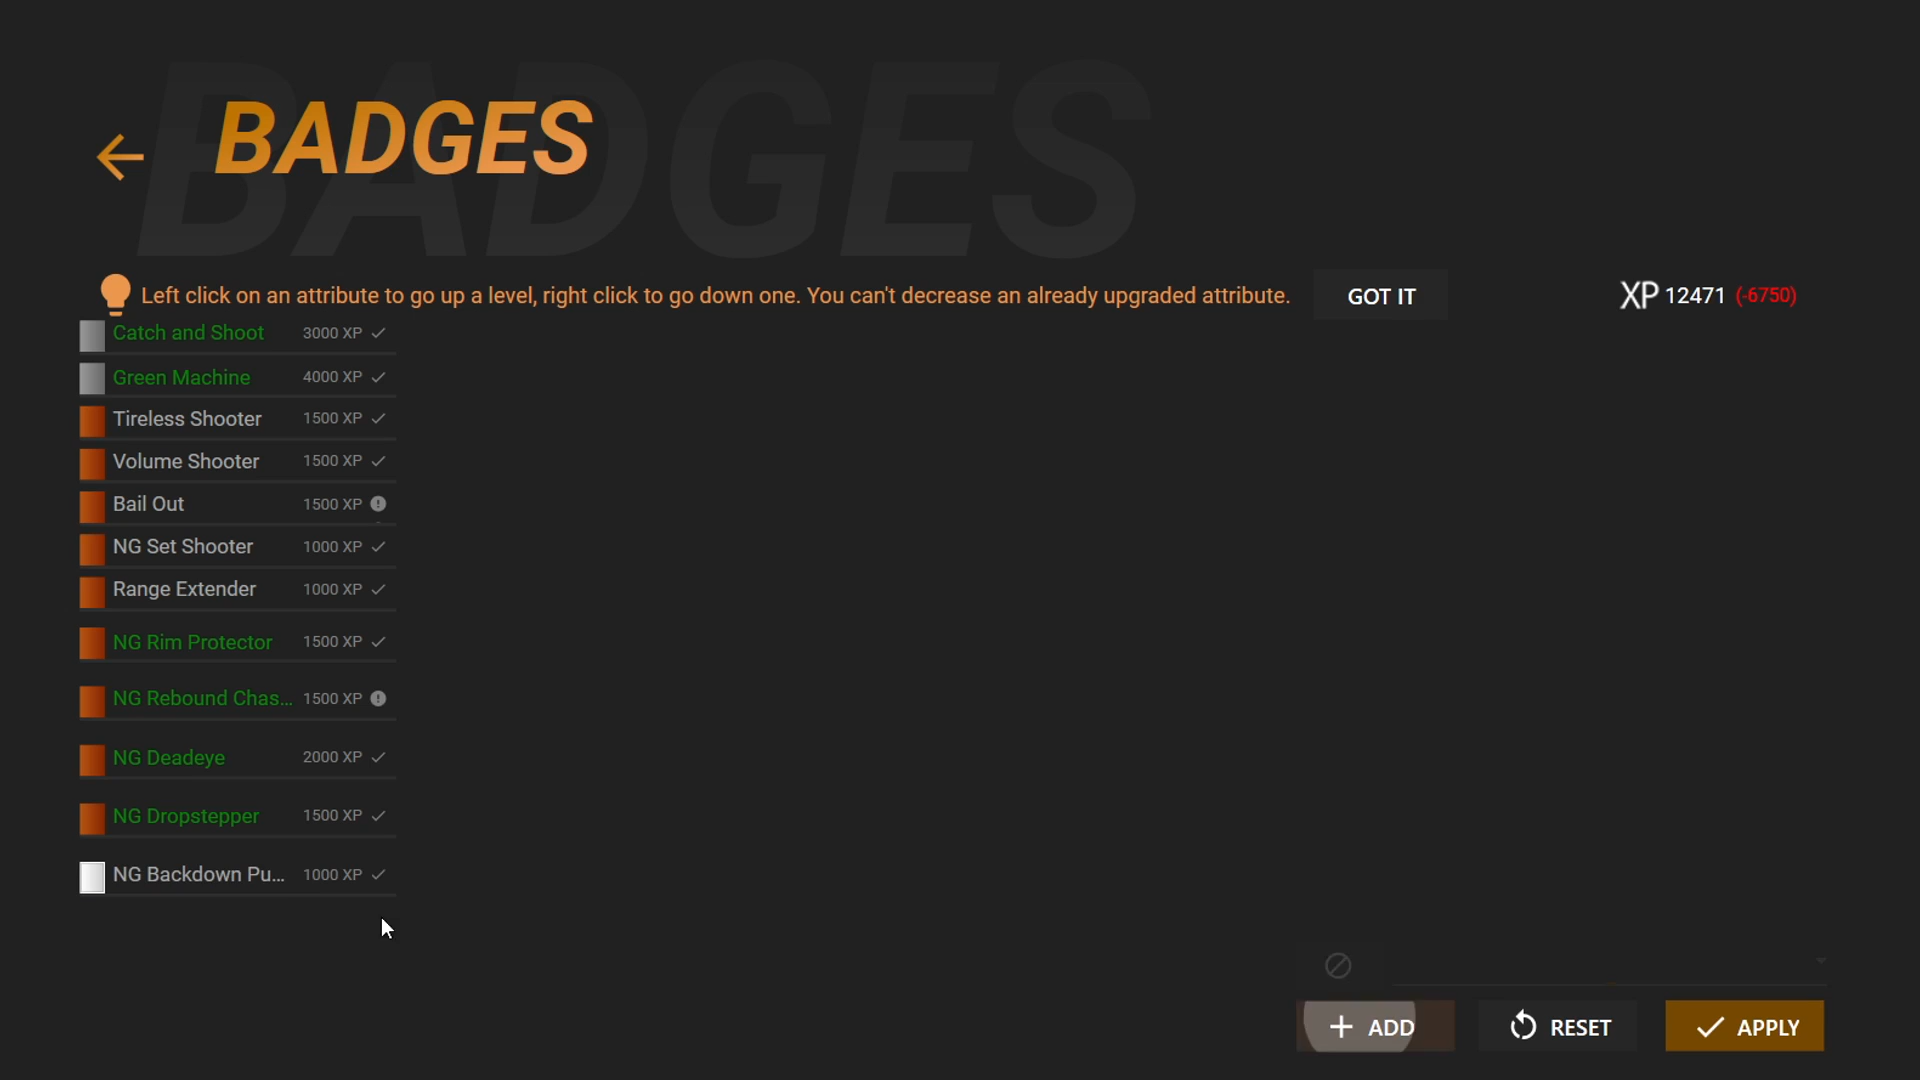 BADGES
BADGES
Left click on an attribute to go up a level, right click to go down one. You can't decrease an already upgraded attribute.
GOT IT
XP 12471 (-6750)
Catch and Shoot 3000 XP
Green Machine 4000 XP
Tireless Shooter 1500 XP
Volume Shooter 1500 XP
Bail Out 1500 XP
NG Set Shooter 1000 XP
Range Extender 1000 XP
NG Rim Protector 1500 XP
NG Rebound Chas... 1500 XP
NG Deadeye 2000 XP
NG Dropstepper 1500 XP
NG Backdown Pu... 1000 XP
ADD
RESET
APPLY